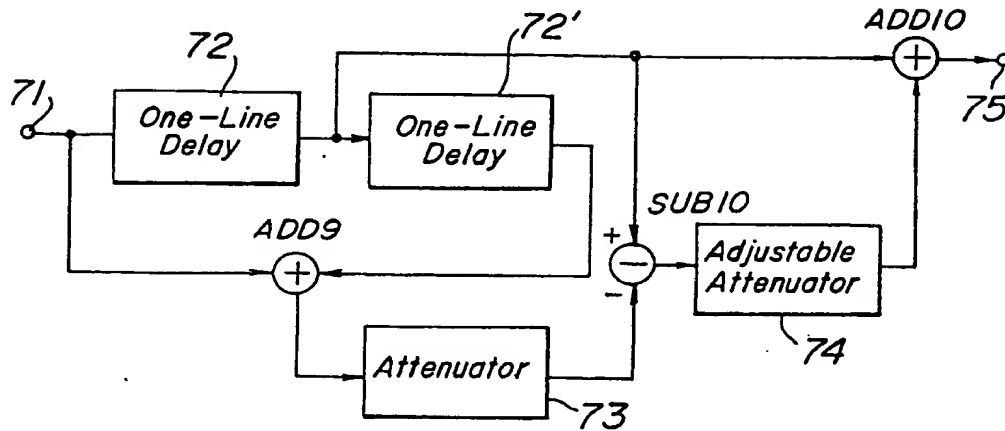 72'
ADD10
72
71
One-Line
Delay
One-Line
Delay
75
SUB10
ADD9
+
Adjustable
Attenuator
+
+
−
−
74
Attenuator
73